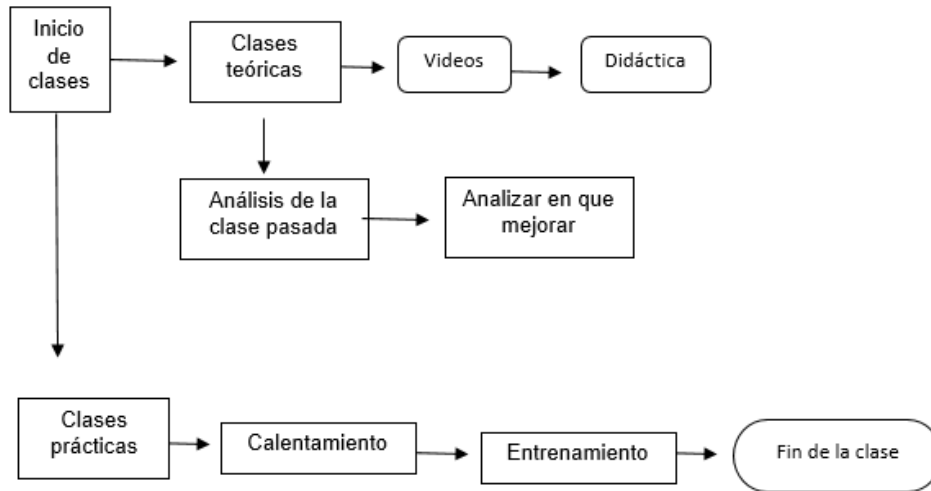 Inicio
de
clases
Clases
teóricas
Videos
Didáctica
Análisis de la
clase pasada
Analizar en que
mejorar
Clases
prácticas
Calentamiento
Entrenamiento
Fin de la clase